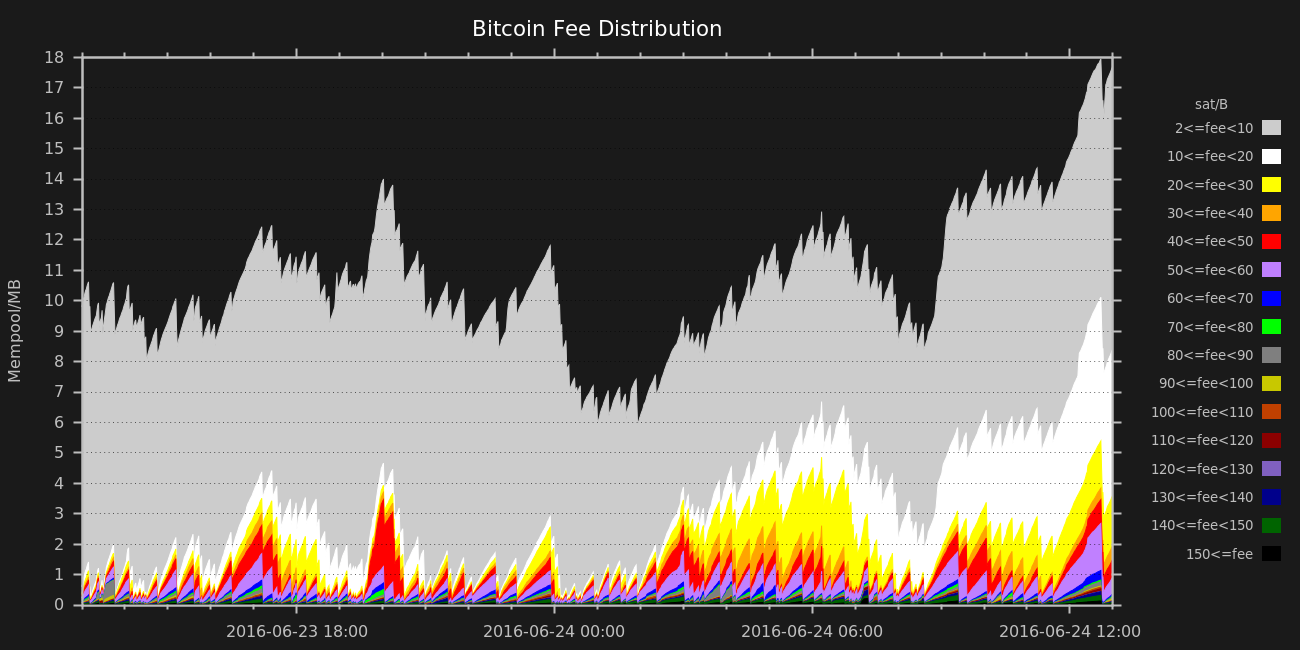 Bitcoin Fee Distribution
Mempool/MB
18
17
16
15
14
13
12
11
10
9
8
7
6
5
4
3
2
1
0
2016-06-23 18:00
2016-06-24 00:00
2016-06-24 06:00
2016-06-24 12:00
sat/B
2<=fee<10
10<=fee<20
20<=fee<30
30<=fee<40
40<=fee<50
50<=fee<60
60<=fee<70
70<=fee<80
80<=fee<90
90<=fee<100
100<=fee<110
110<=fee<120
120<=fee<130
130<=fee<140
140<=fee<150
150<=fee